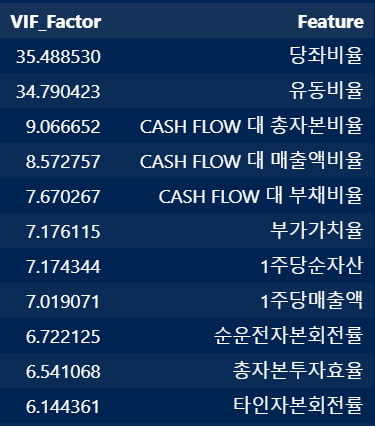 VIF_Factor Feature
35.488530 당좌비율
34.790423 유동비율
9.066652 CASH FLOW 대 총자본비율
8.572757 CASH FLOW 대 매출액비율
7.670267 CASH FLOW 대 부채비율
7.176115 부가가치율
7.174344 1주당순자산
7.019071 1주당매출액
6.722125 순운전자본회전률
6.541068 총자본투자효율
6.144361 타인자본회전률